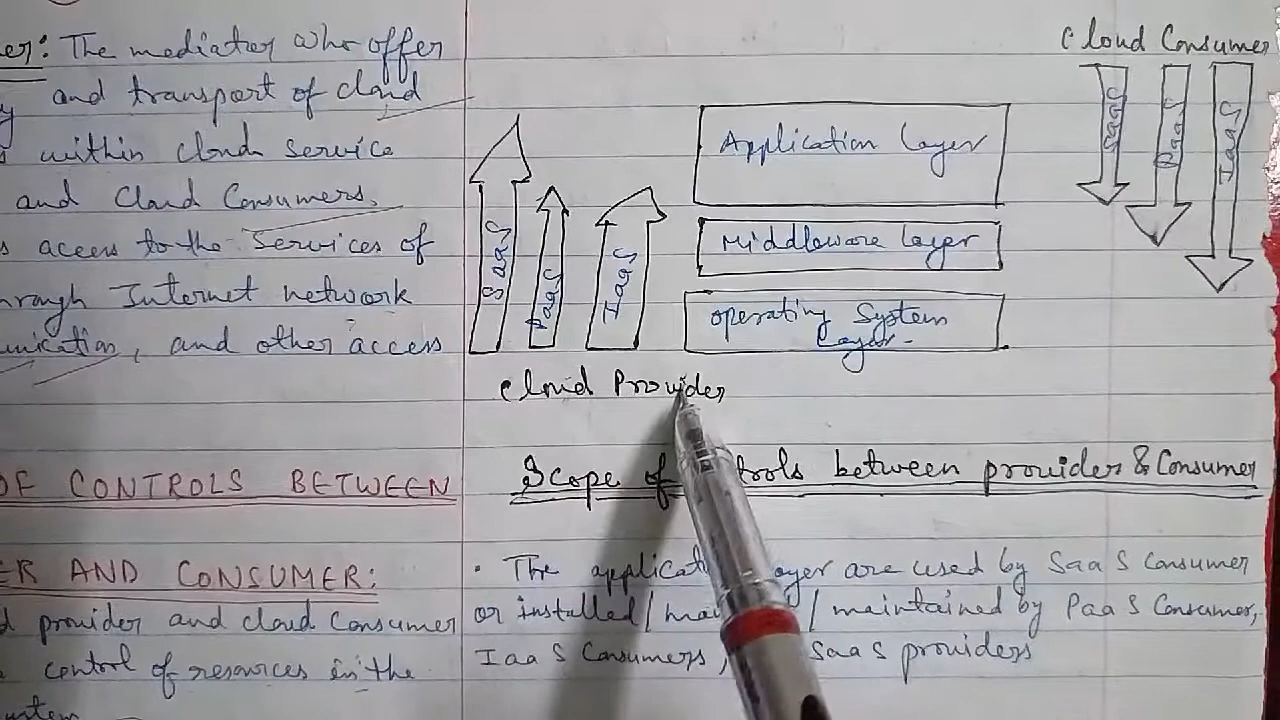 er: The mediator who offer
and transport of cloud
within cloud service
and Cloud Consumers.
s access to the services of
hrough Internet network
unication, and other access
OF CONTROLS BETWEEN
ER AND CONSUMER:
d provider and cloud Consumer
control of resources in the
ystem
Cloud Consumer
SaaS
PaaS
IaaS
Application layer
Middleware layer
Operating System
Layer-
SaaS
PaaS
IaaS
Cloud Provider
Scope of trols between provider & Consumer
• The applicat ayer are used by SaaS Consumer
or installed/ / maintained by PaaS Consumer,
IaaS Consumers, SaaS providers